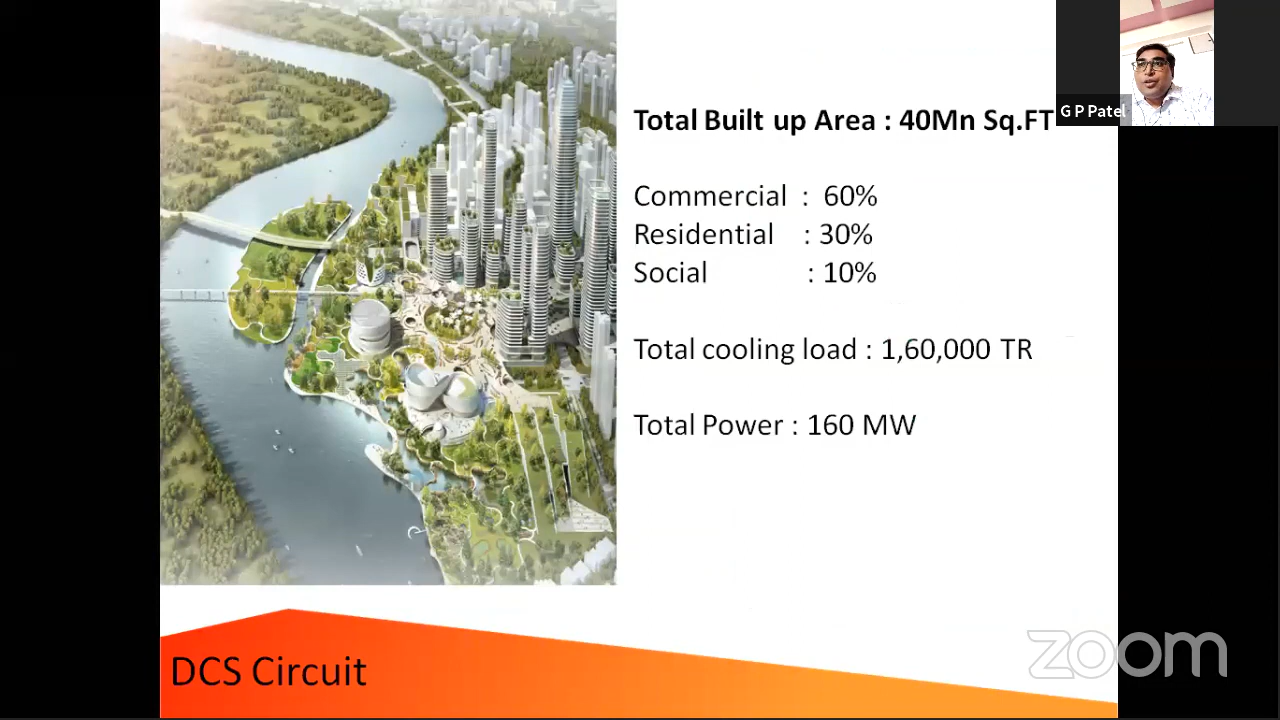 Total Built up Area : 40Mn Sq.FT
G P Patel
Commercial : 60%
Residential : 30%
Social : 10%
Total cooling load : 1,60,000 TR
Total Power : 160 MW
DCS Circuit
zoom